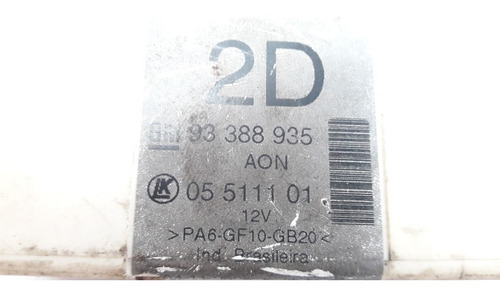 2D
GM 93 388 935
AON
LK 05 5111 01
12V
>PA6-GF10-GB20<
Ind. Brasileira